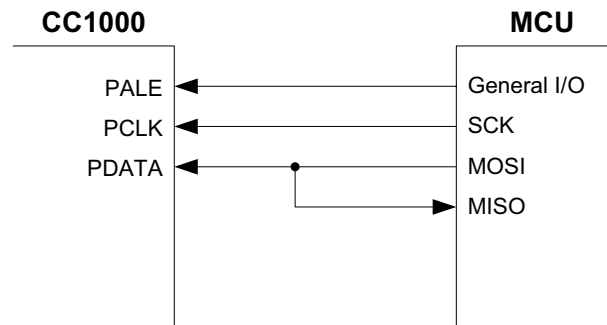 CC1000 MCU
PALE General I/O
PCLK SCK
PDATA MOSI
MISO